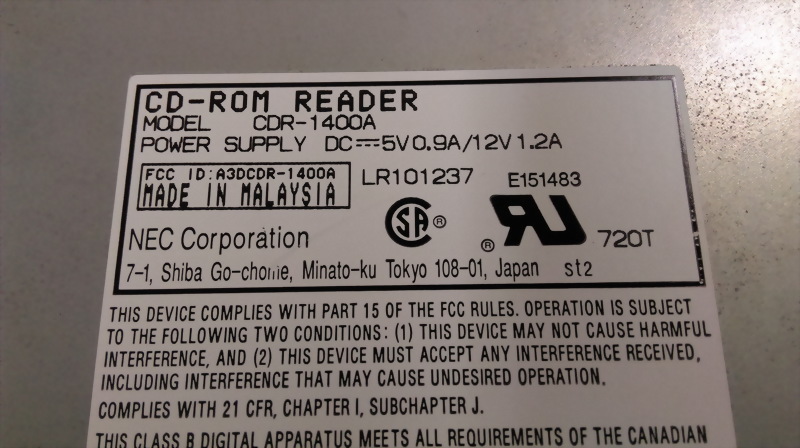 CD-ROM READER
MODEL CDR-1400A
POWER SUPPLY DC⎓5V0.9A/12V1.2A
FCC ID:A3DCDR-1400A LR101237 E151483
MADE IN MALAYSIA
SA® ®RU 720T
NEC Corporation
7-1, Shiba Go-chome, Minato-ku Tokyo 108-01, Japan st2
THIS DEVICE COMPLIES WITH PART 15 OF THE FCC RULES. OPERATION IS SUBJECT
TO THE FOLLOWING TWO CONDITIONS: (1) THIS DEVICE MAY NOT CAUSE HARMFUL
INTERFERENCE, AND (2) THIS DEVICE MUST ACCEPT ANY INTERFERENCE RECEIVED,
INCLUDING INTERFERENCE THAT MAY CAUSE UNDESIRED OPERATION.
COMPLIES WITH 21 CFR, CHAPTER I, SUBCHAPTER J.
THIS CLASS B DIGITAL APPARATUS MEETS ALL REQUIREMENTS OF THE CANADIAN